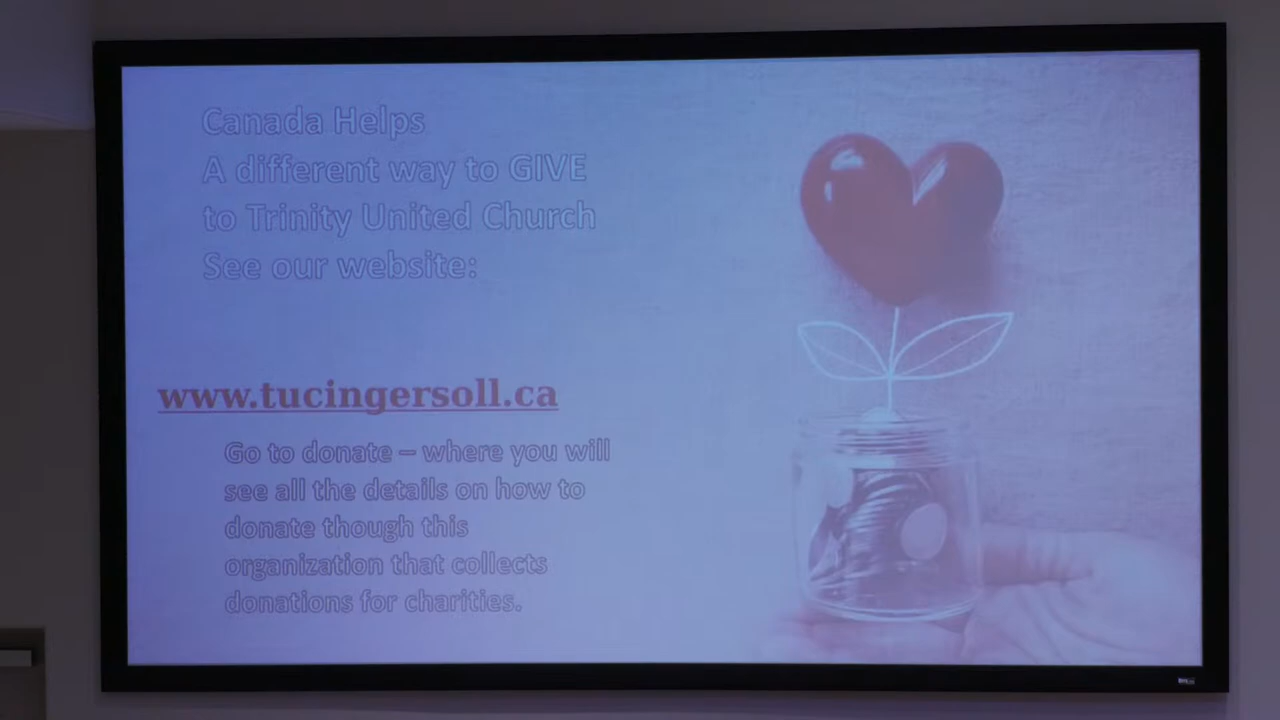 Canada Helps
A different way to GIVE
to Trinity United Church
See our website:
www.tucingersoll.ca
Go to donate – where you will
see all the details on how to
donate though this
organization that collects
donations for charities.